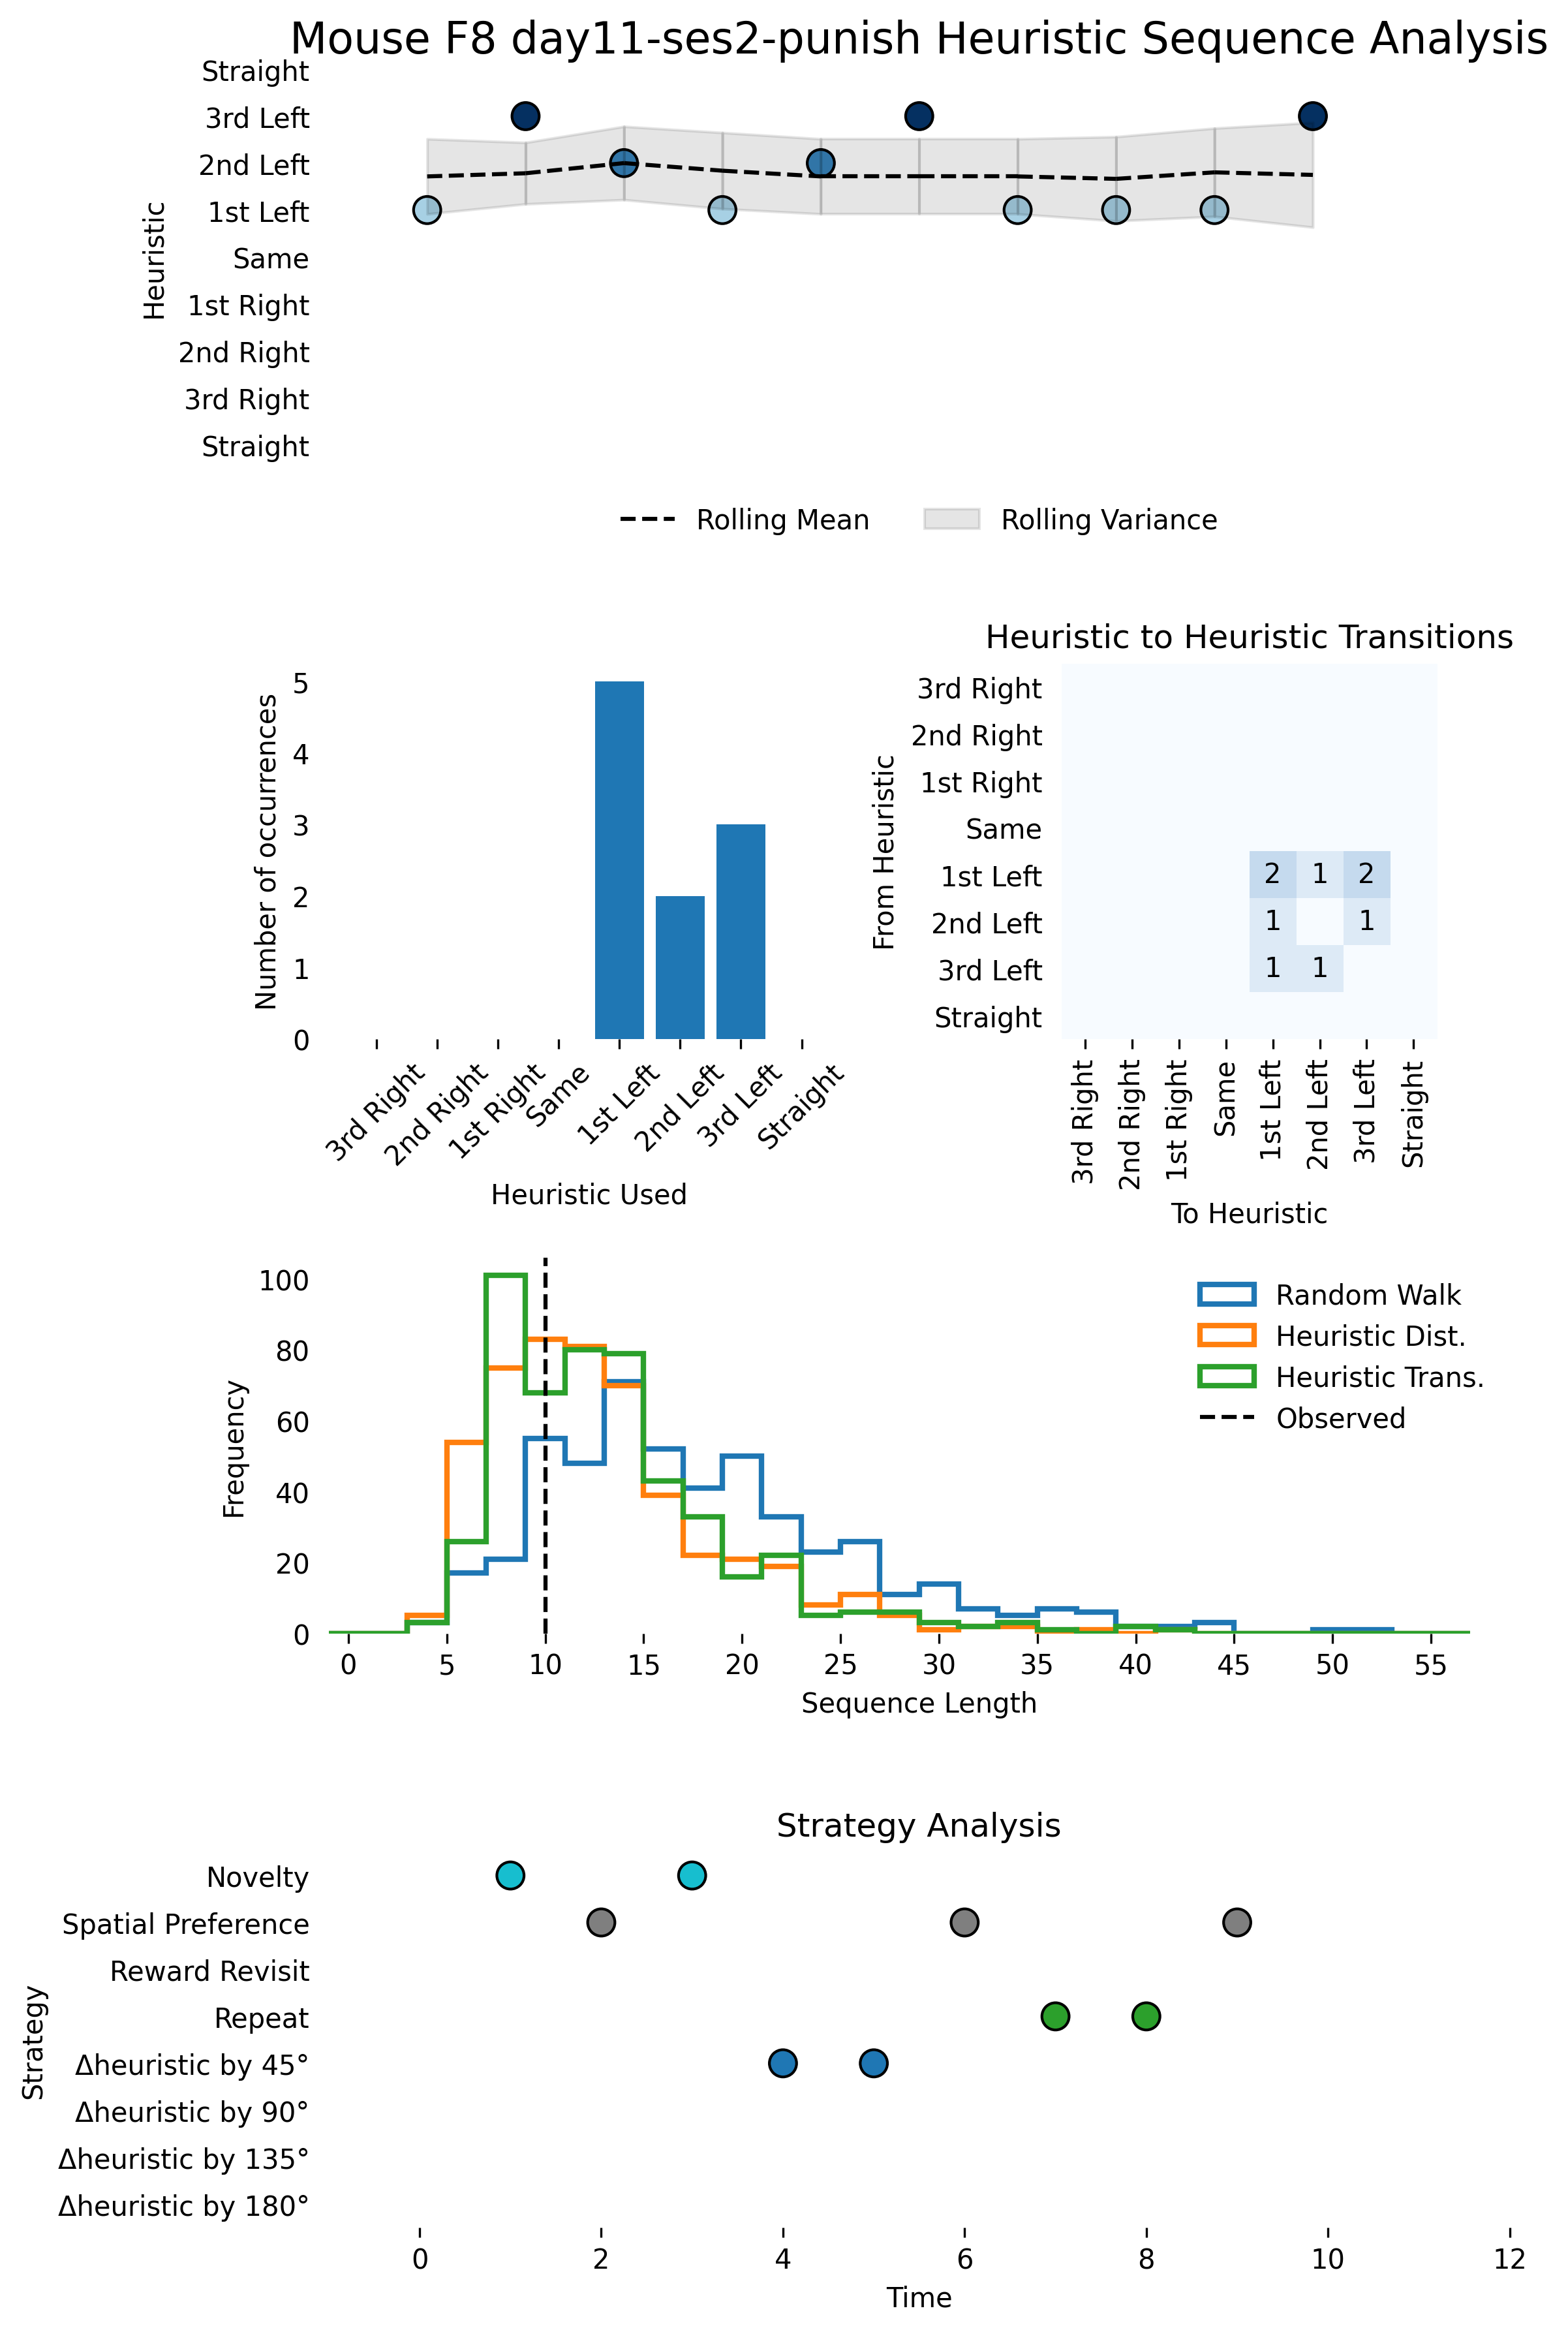 Mouse F8 day11-ses2-punish Heuristic Sequence Analysis
Straight
3rd Left
2nd Left
1st Left
Same
1st Right
2nd Right
3rd Right
Straight
Heuristic
Rolling Mean
Rolling Variance
5
4
3
2
1
0
Number of occurrences
3rd Right
2nd Right
1st Right
Same
1st Left
2nd Left
3rd Left
Straight
Heuristic Used
Heuristic to Heuristic Transitions
3rd Right
2nd Right
1st Right
Same
1st Left
2nd Left
3rd Left
Straight
From Heuristic
2 1 2
1 1
1 1
3rd Right
2nd Right
1st Right
Same
1st Left
2nd Left
3rd Left
Straight
To Heuristic
100
80
60
40
20
0
Frequency
Random Walk
Heuristic Dist.
Heuristic Trans.
Observed
0 5 10 15 20 25 30 35 40 45 50 55
Sequence Length
Strategy Analysis
Novelty
Spatial Preference
Reward Revisit
Repeat
Δheuristic by 45°
Δheuristic by 90°
Δheuristic by 135°
Δheuristic by 180°
Strategy
0 2 4 6 8 10 12
Time